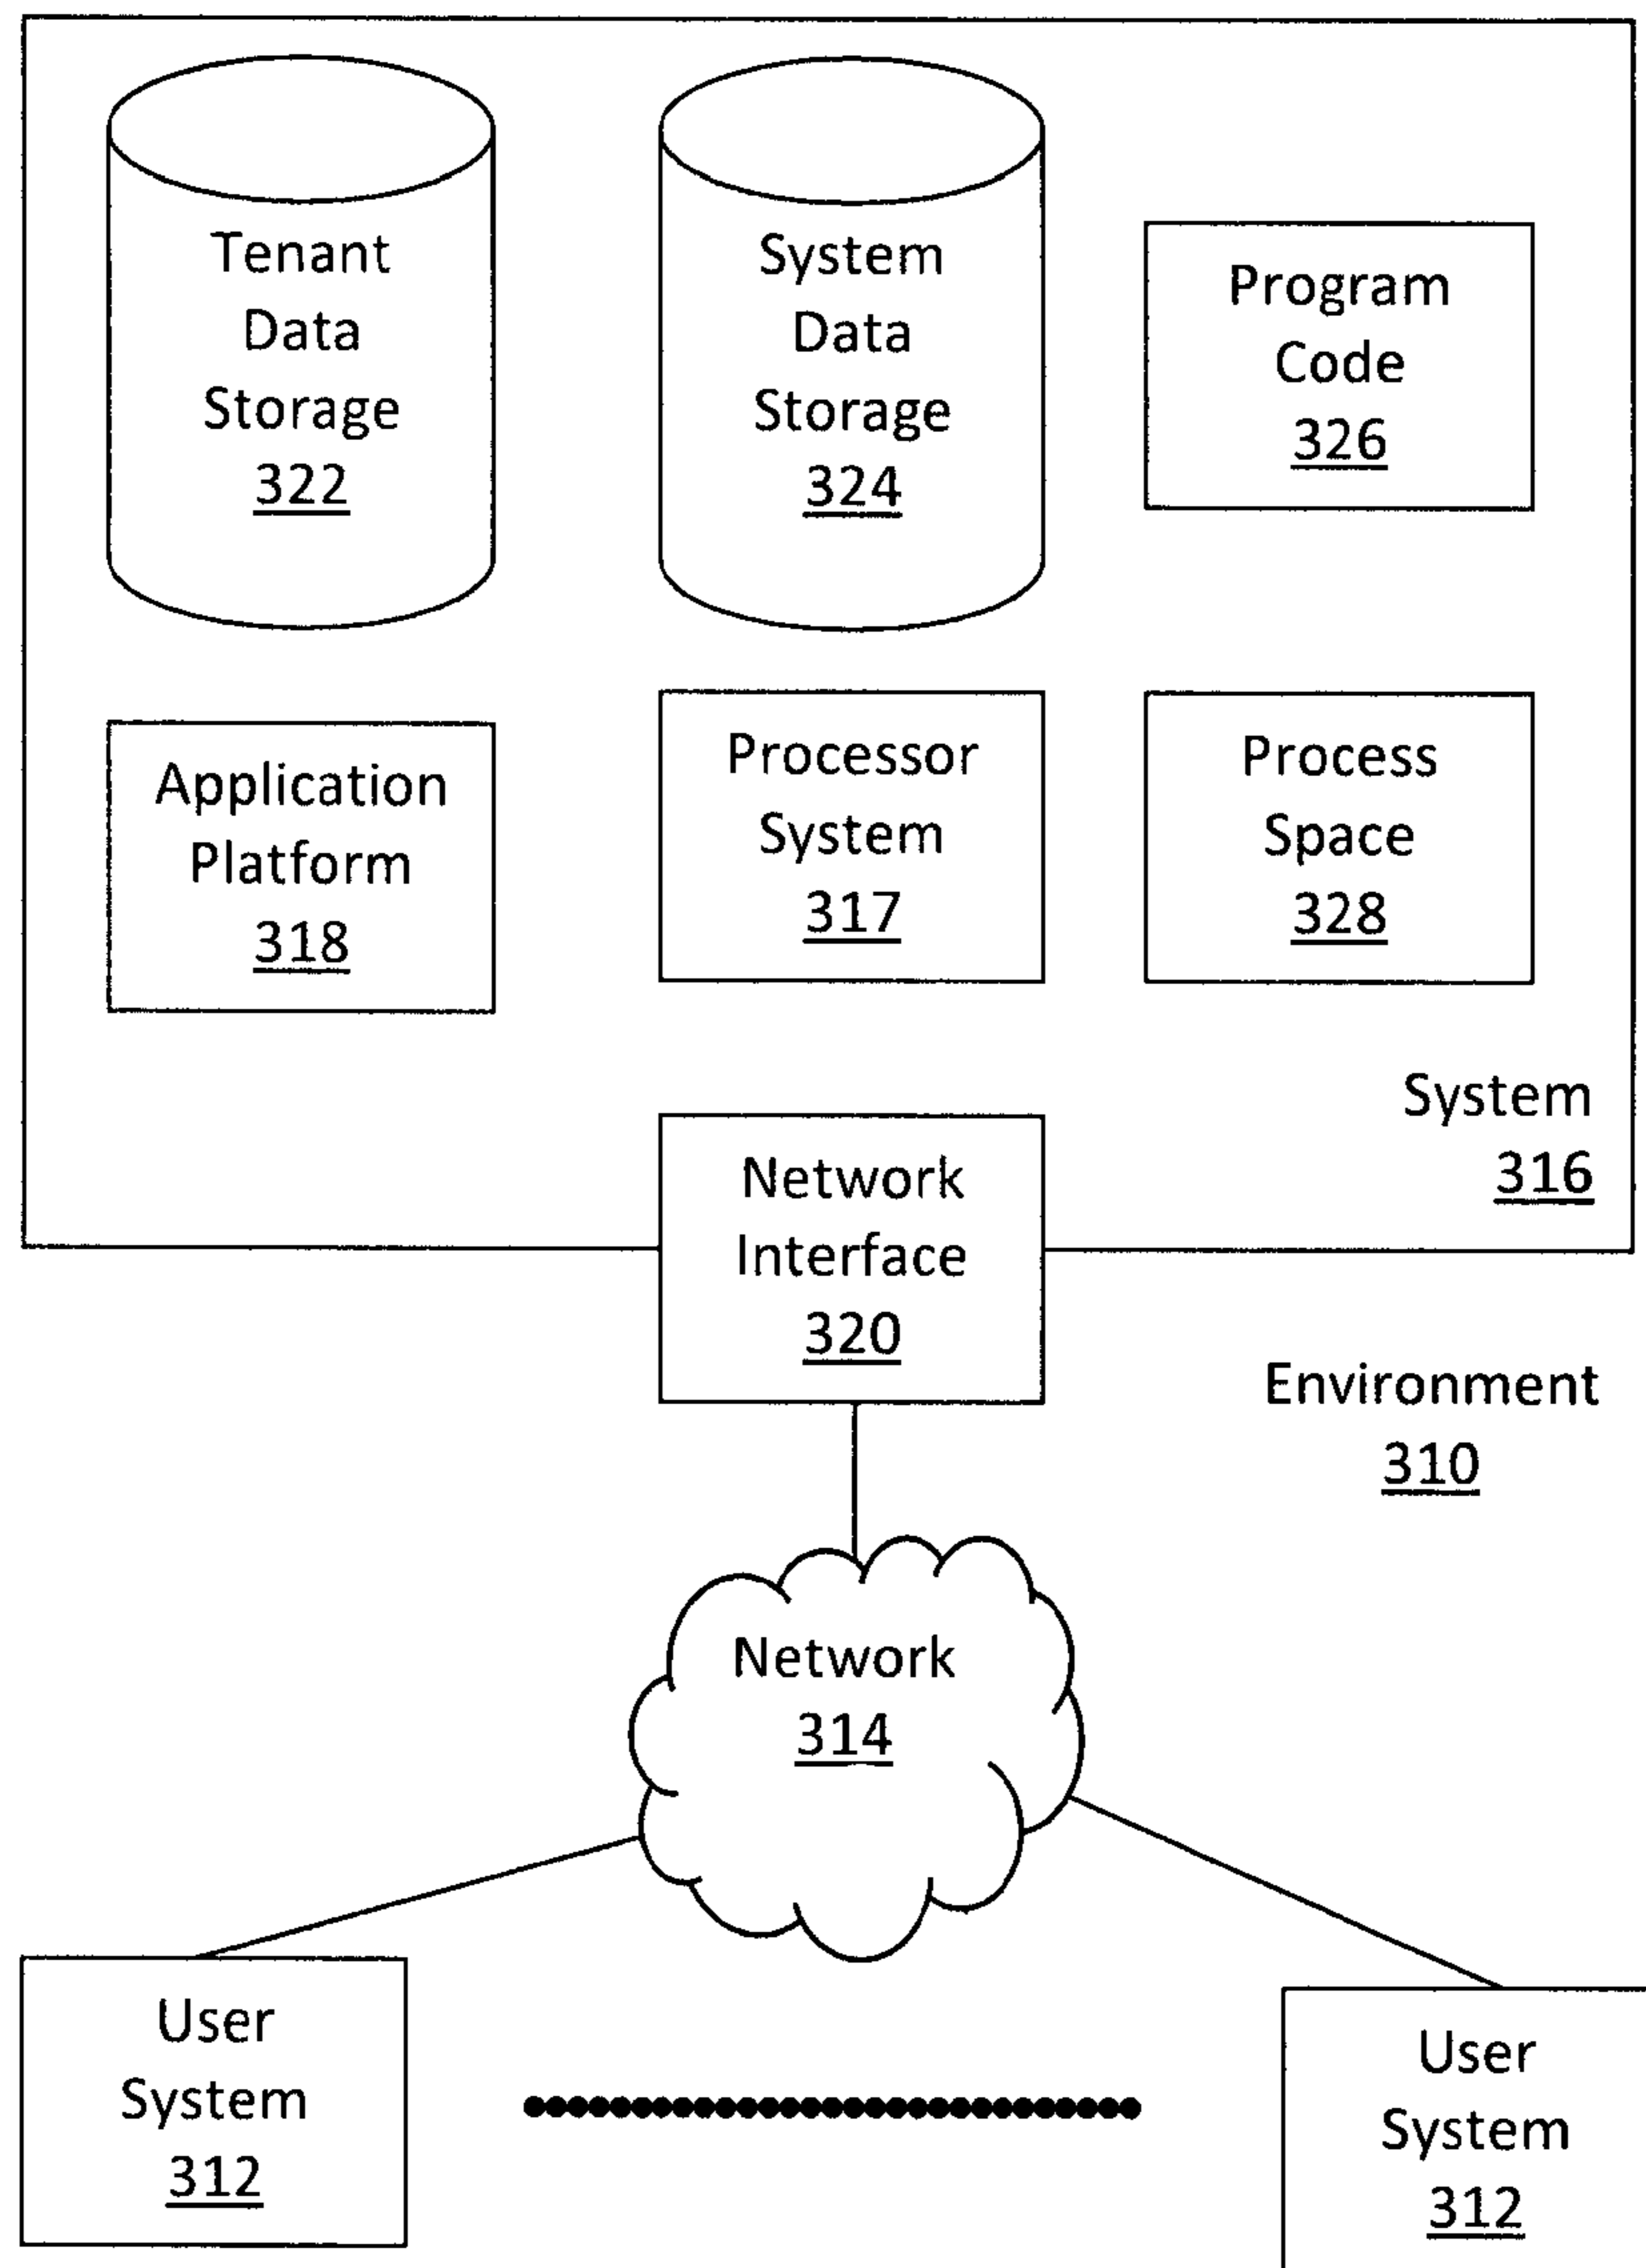 Tenant
Data
Storage
322
System
Data
Storage
324
Program
Code
326
Application
Platform
318
Processor
System
317
Process
Space
328
System
316
Network
Interface
320
Environment
310
Network
314
User
System
312
User
System
312